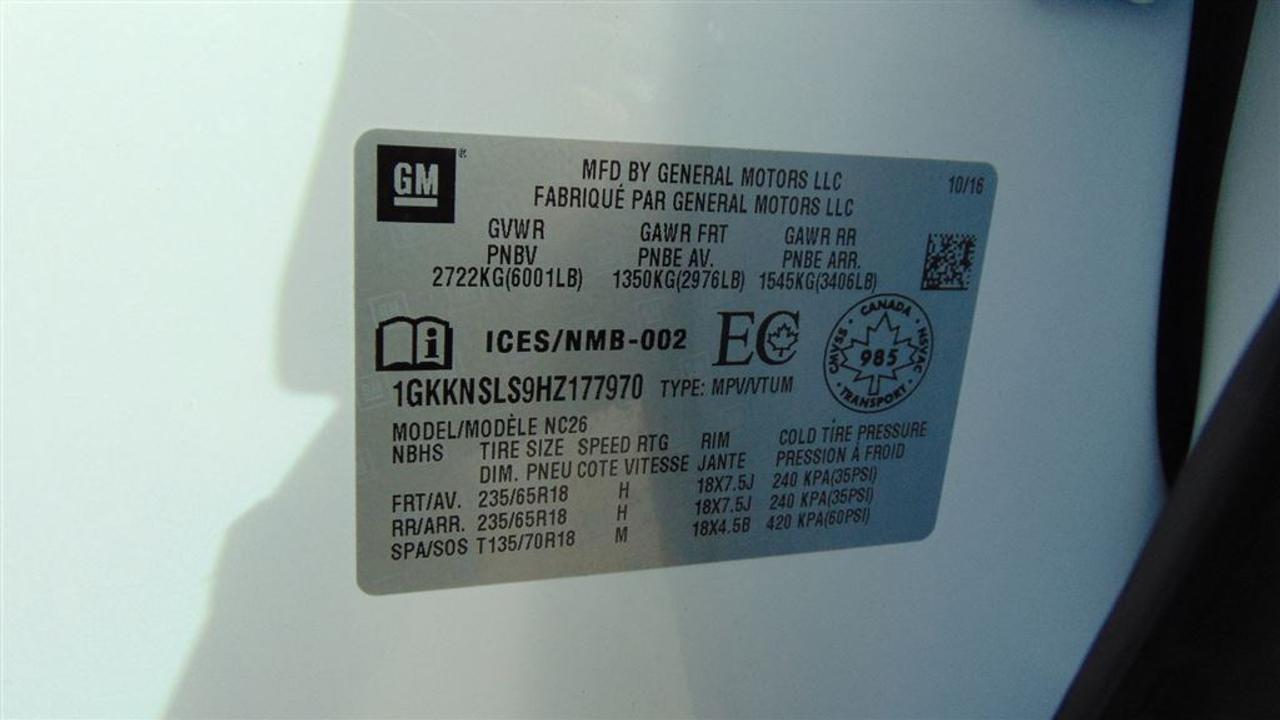 GM
MFD BY GENERAL MOTORS LLC
10/16
FABRIQUÉ PAR GENERAL MOTORS LLC
GVWR GAWR FRT GAWR RR
PNBV PNBE AV. PNBE ARR.
2722KG(6001LB) 1350KG(2976LB) 1545KG(3406LB)
i ICES/NMB-002 EC
CANADA CMVSS NSVAC 985 TRANSPORT
1GKKNSLS9HZ177970 TYPE: MPV/VTUM
MODEL/MODÈLE NC26
NBHS TIRE SIZE SPEED RTG RIM COLD TIRE PRESSURE
DIM. PNEU COTE VITESSE JANTE PRESSION À FROID
FRT/AV. 235/65R18 H 18X7.5J 240 KPA(35PSI)
RR/ARR. 235/65R18 H 18X7.5J 240 KPA(35PSI)
SPA/SOS T135/70R18 M 18X4.5B 420 KPA(60PSI)